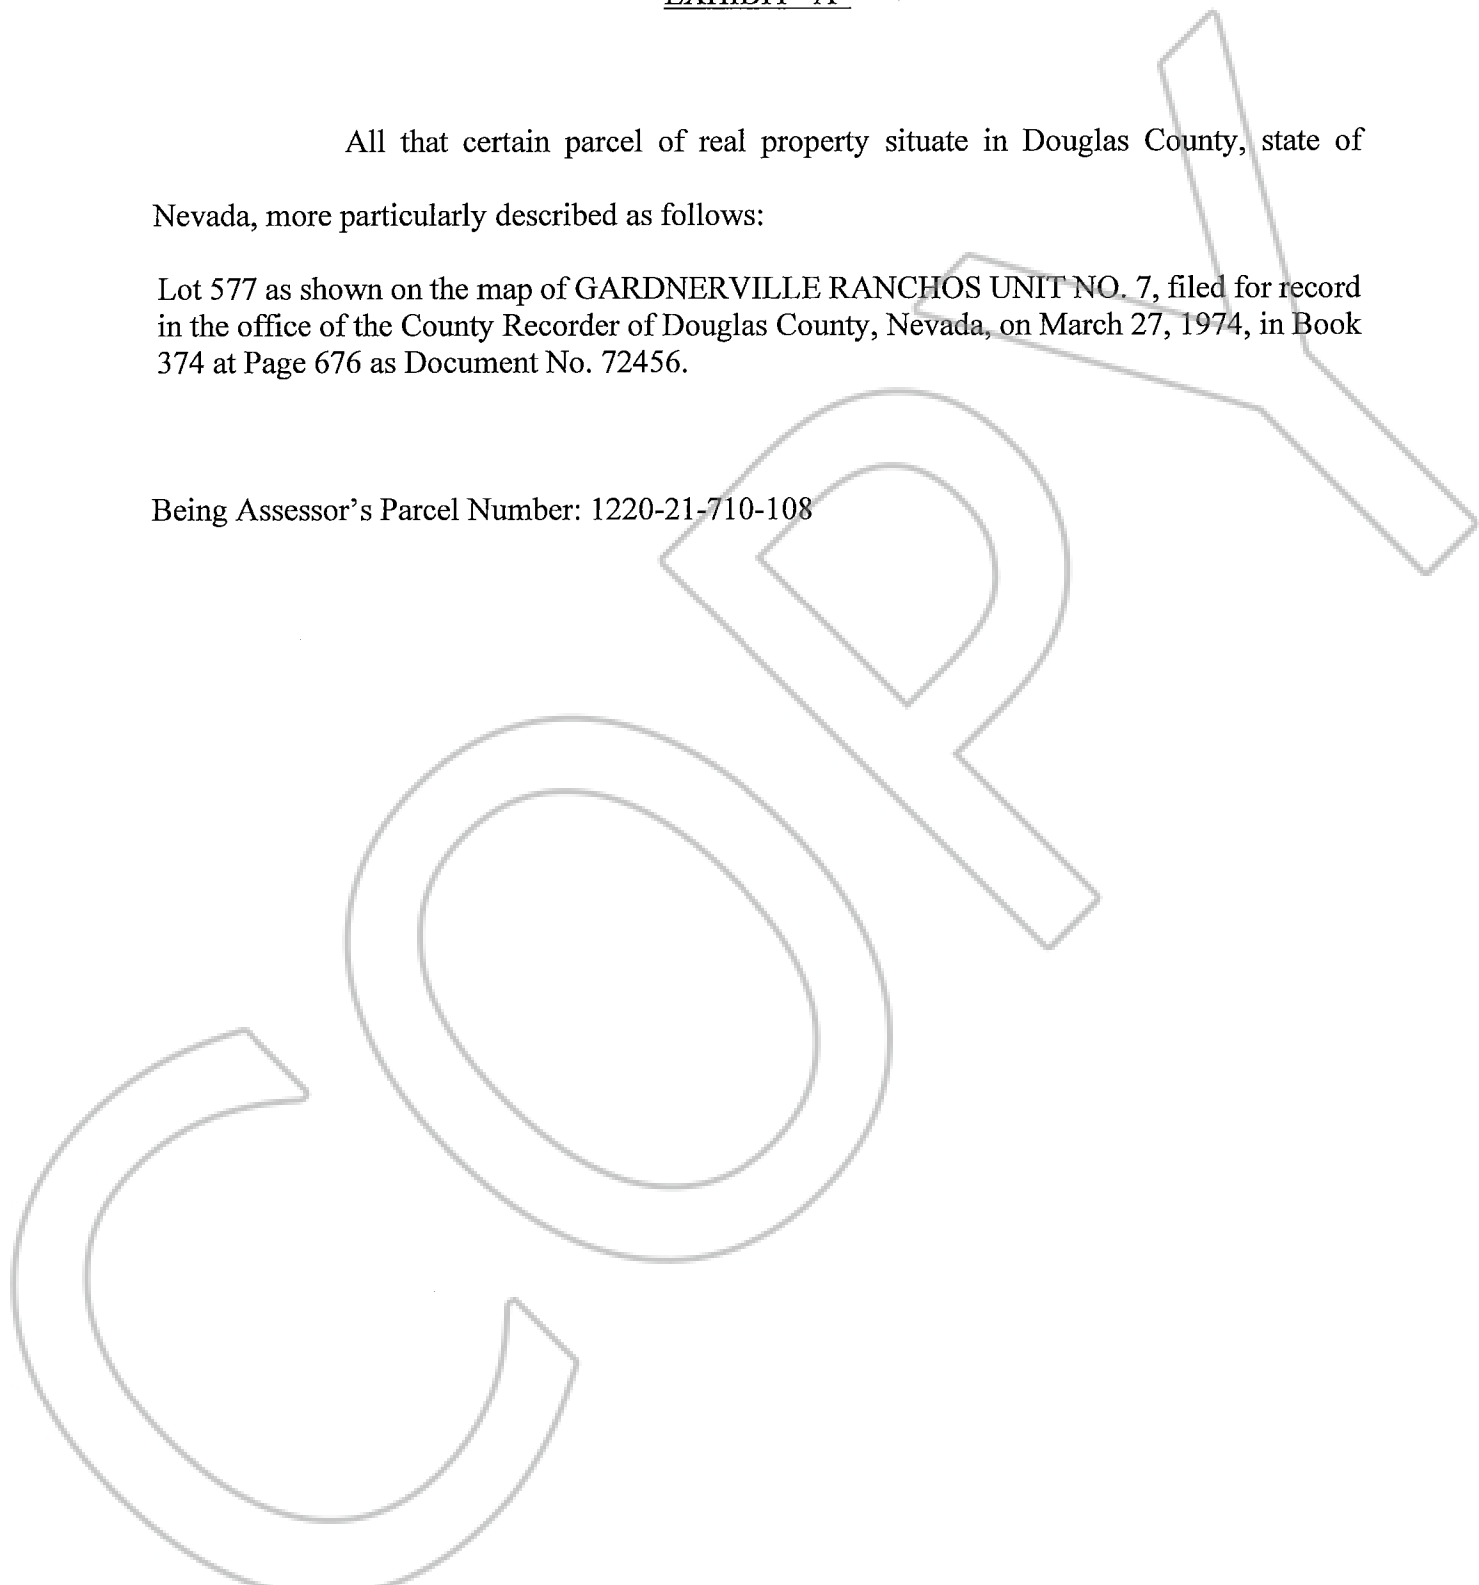 EXHIBIT "A"
All that certain parcel of real property situate in Douglas County, state of
Nevada, more particularly described as follows:
Lot 577 as shown on the map of GARDNERVILLE RANCHOS UNIT NO. 7, filed for record
in the office of the County Recorder of Douglas County, Nevada, on March 27, 1974, in Book
374 at Page 676 as Document No. 72456.
Being Assessor's Parcel Number: 1220-21-710-108
COPY